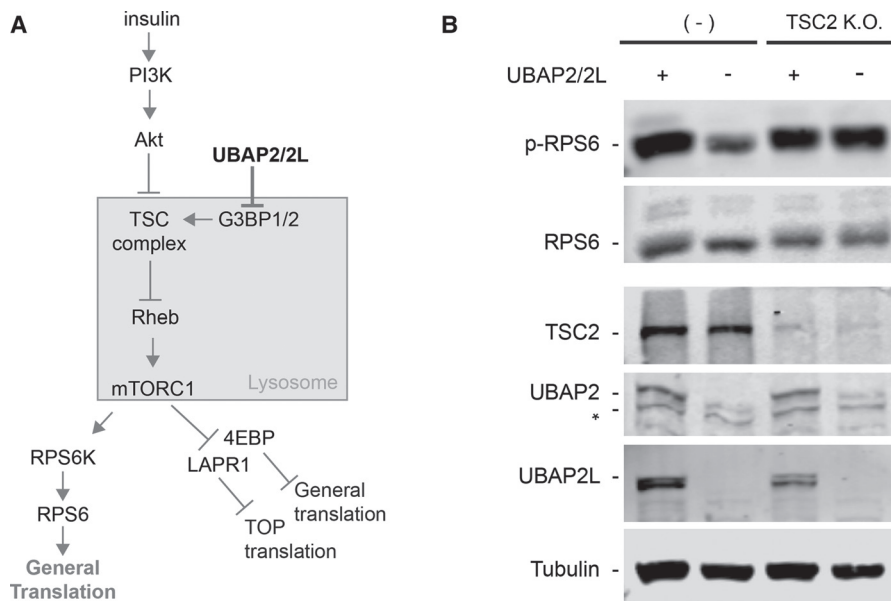 A
insulin
PI3K
Akt
UBAP2/2L
TSC
complex
G3BP1/2
Rheb
mTORC1
Lysosome
RPS6K
4EBP
LAPR1
RPS6
General
translation
TOP
translation
General
Translation
B
( - )
TSC2 K.O.
UBAP2/2L
+
-
+
-
p-RPS6 -
RPS6 -
TSC2 -
UBAP2 -
-
*
UBAP2L -
Tubulin -